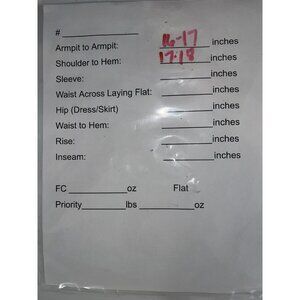 #
Armpit to Armpit: 16-17 inches
Shoulder to Hem: 17-18 inches
Sleeve: inches
Waist Across Laying Flat: inches
Hip (Dress/Skirt) inches
Waist to Hem: inches
Rise: inches
Inseam: inches
FC oz Flat
Priority lbs oz